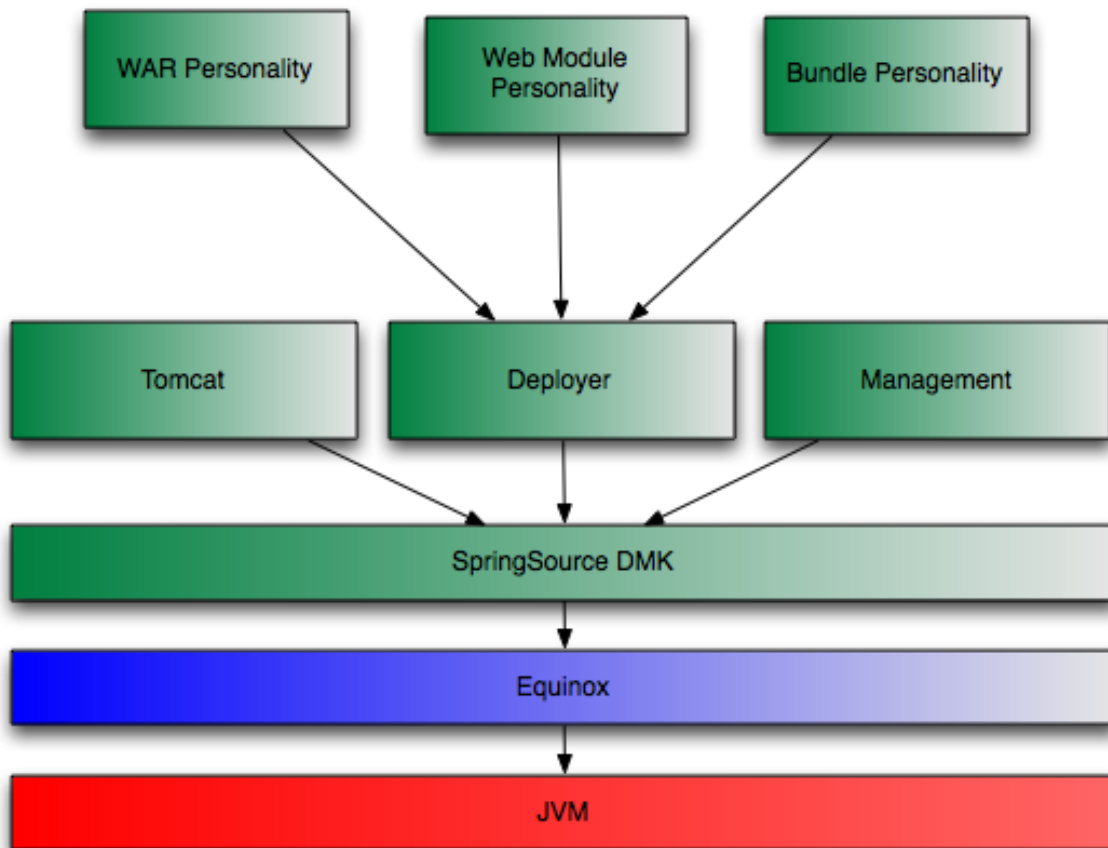 WAR Personality
Web Module
Personality
Bundle Personality
Tomcat
Deployer
Management
SpringSource DMK
Equinox
JVM